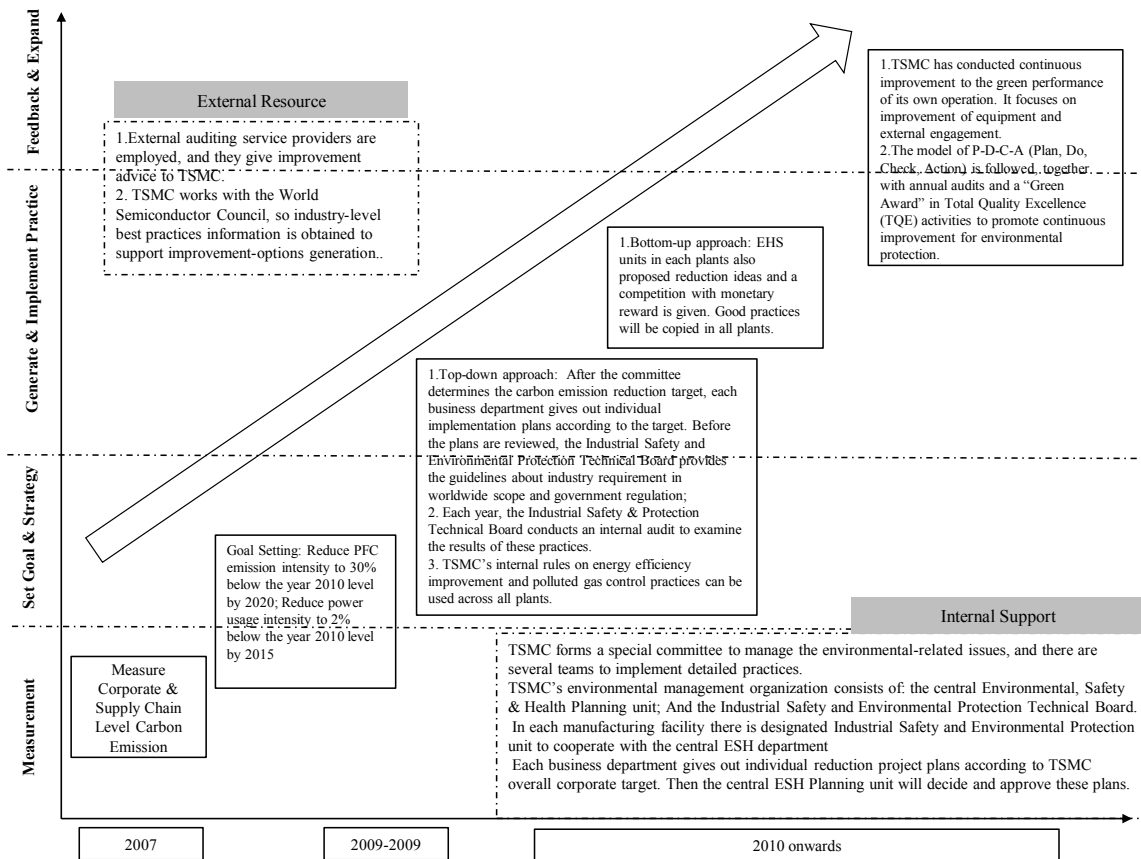 Feedback & Expand
Generate & Implement Practice
Set Goal & Strategy
Measurement
External Resource
1.External auditing service providers are
employed, and they give improvement
advice to TSMC.
2. TSMC works with the World
Semiconductor Council, so industry-level
best practices information is obtained to
support improvement-options generation..
1.TSMC has conducted continuous
improvement to the green performance
of its own operation. It focuses on
improvement of equipment and
external engagement.
2.The model of P-D-C-A (Plan, Do,
Check, Action) is followed, together
with annual audits and a “Green
Award” in Total Quality Excellence
(TQE) activities to promote continuous
improvement for environmental
protection.
1.Bottom-up approach: EHS
units in each plants also
proposed reduction ideas and a
competition with monetary
reward is given. Good practices
will be copied in all plants.
1.Top-down approach: After the committee
determines the carbon emission reduction target, each
business department gives out individual
implementation plans according to the target. Before
the plans are reviewed, the Industrial Safety and
Environmental Protection Technical Board provides
the guidelines about industry requirement in
worldwide scope and government regulation;
2. Each year, the Industrial Safety & Protection
Technical Board conducts an internal audit to examine
the results of these practices.
3. TSMC’s internal rules on energy efficiency
improvement and polluted gas control practices can be
used across all plants.
Goal Setting: Reduce PFC
emission intensity to 30%
below the year 2010 level
by 2020; Reduce power
usage intensity to 2%
below the year 2010 level
by 2015
Measure
Corporate &
Supply Chain
Level Carbon
Emission
Internal Support
TSMC forms a special committee to manage the environmental-related issues, and there are
several teams to implement detailed practices.
TSMC’s environmental management organization consists of: the central Environmental, Safety
& Health Planning unit; And the Industrial Safety and Environmental Protection Technical Board.
In each manufacturing facility there is designated Industrial Safety and Environmental Protection
unit to cooperate with the central ESH department
Each business department gives out individual reduction project plans according to TSMC
overall corporate target. Then the central ESH Planning unit will decide and approve these plans.
2007
2009-2009
2010 onwards